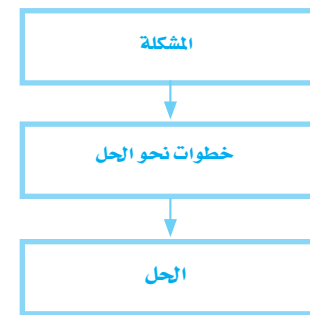 المشكلة
خطوات نحو الحل
الحل